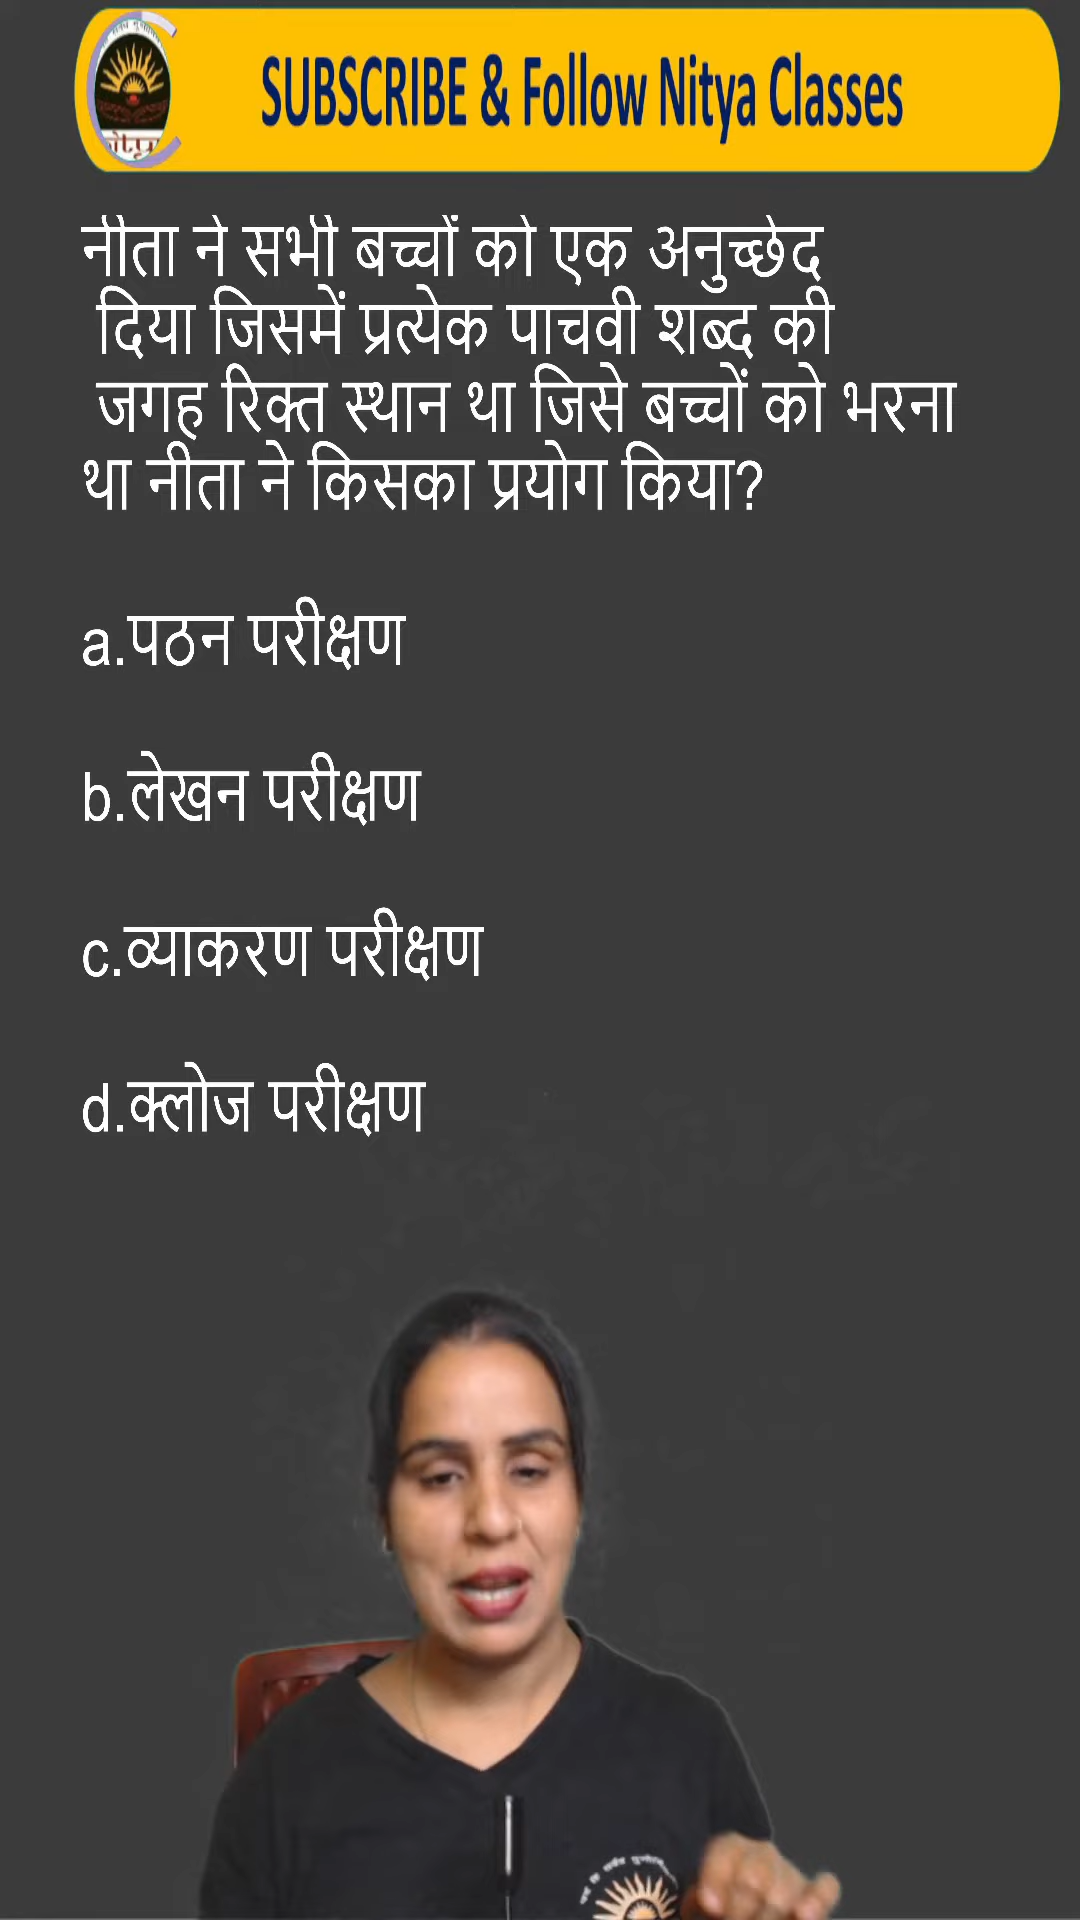 SUBSCRIBE & Follow Nitya Classes
नीता ने सभी बच्चों को एक अनुच्छेद
दिया जिसमें प्रत्येक पाचवी शब्द की
जगह रिक्त स्थान था जिसे बच्चों को भरना
था नीता ने किसका प्रयोग किया?
a.पठन परीक्षण
b.लेखन परीक्षण
c.व्याकरण परीक्षण
d.क्लोज परीक्षण